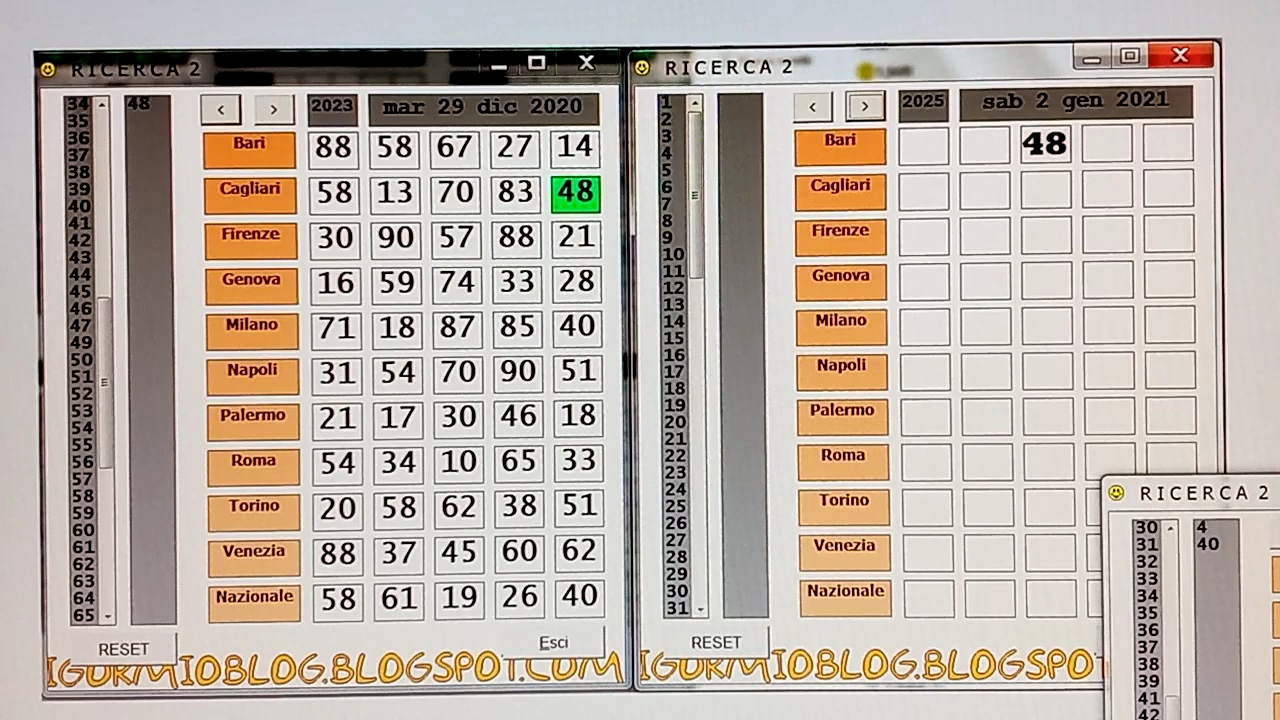 RICERCA 2
34
35
36
37
38
39
40
41
42
43
44
45
46
47
49
50
51
52
53
54
55
56
57
58
59
60
61
62
63
64
65
48
< > 2023 mar 29 dic 2020
Bari 88 58 67 27 14
Cagliari 58 13 70 83 48
Firenze 30 90 57 88 21
Genova 16 59 74 33 28
Milano 71 18 87 85 40
Napoli 31 54 70 90 51
Palermo 21 17 30 46 18
Roma 54 34 10 65 33
Torino 20 58 62 38 51
Venezia 88 37 45 60 62
Nazionale 58 61 19 26 40
RESET Esci
IGORMIOBLOG.BLOGSPOT.COM
RICERCA 2
1
2
3
4
5
6
7
8
9
10
11
12
13
14
15
16
17
18
19
20
21
22
23
24
25
26
27
28
29
30
31
< > 2025 sab 2 gen 2021
Bari 48
Cagliari
Firenze
Genova
Milano
Napoli
Palermo
Roma
Torino
Venezia
Nazionale
RESET
IGORMIOBLOG.BLOGSPOT
RICERCA 2
30
31
32
33
34
35
36
37
38
39
41
42
4
40